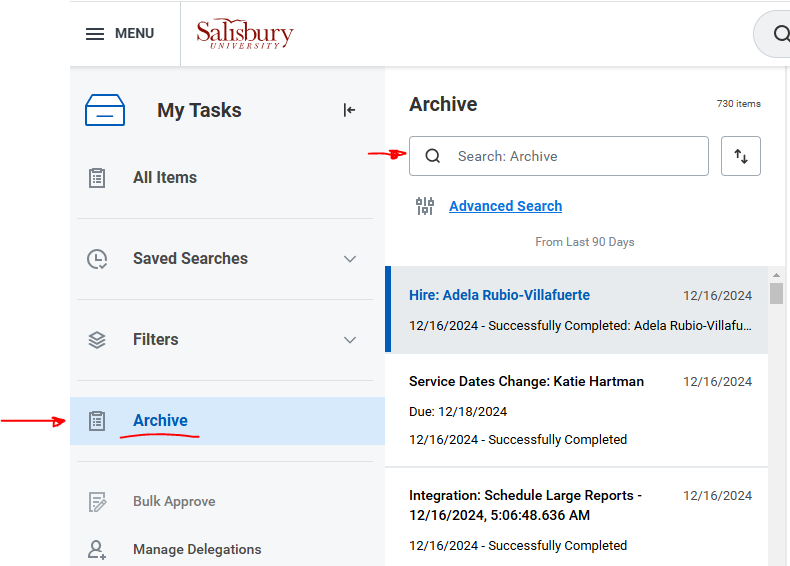 MENU
Salisbury
UNIVERSITY
My Tasks
All Items
Saved Searches
Filters
Archive
Bulk Approve
Manage Delegations
Archive
730 items
Search: Archive
Advanced Search
From Last 90 Days
Hire: Adela Rubio-Villafuerte
12/16/2024
12/16/2024 - Successfully Completed: Adela Rubio-Villafu...
Service Dates Change: Katie Hartman
12/16/2024
Due: 12/18/2024
12/16/2024 - Successfully Completed
Integration: Schedule Large Reports -
12/16/2024
12/16/2024, 5:06:48.636 AM
12/16/2024 - Successfully Completed